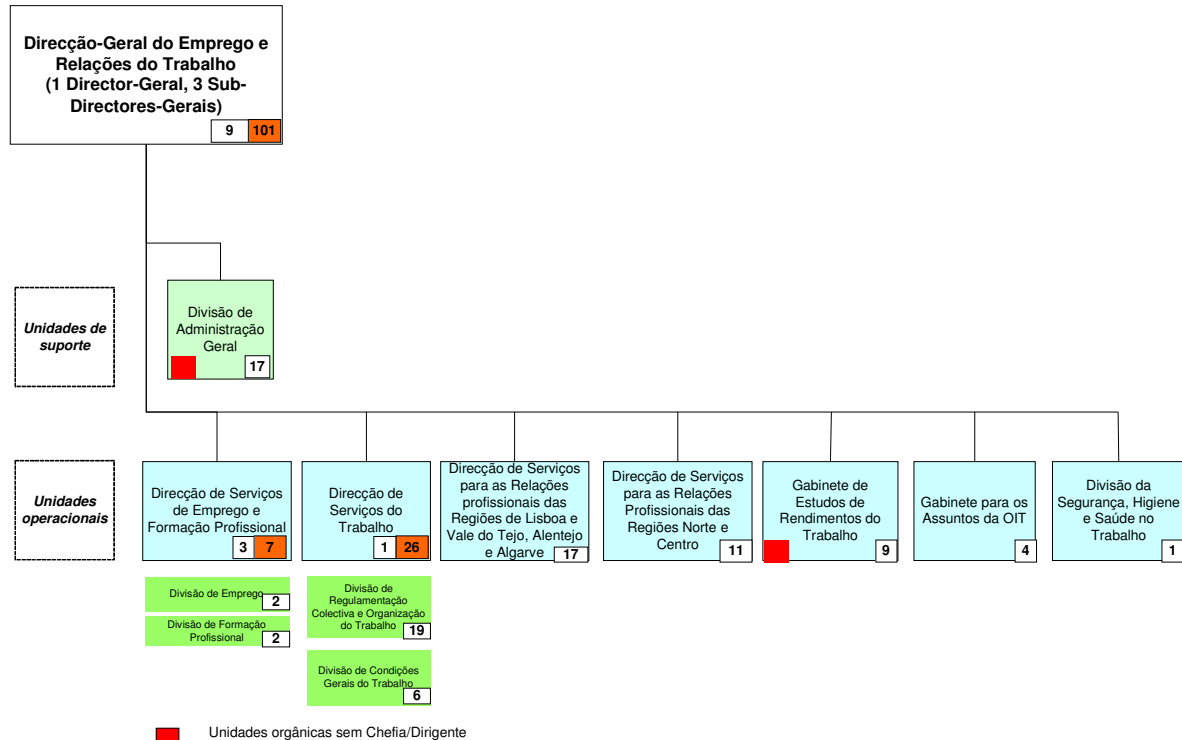 Direcção-Geral do Emprego e
Relações do Trabalho
(1 Director-Geral, 3 Sub-
Directores-Gerais)
9 101
Unidades de
suporte
Divisão de
Administração
Geral
17
Unidades
operacionais
Direcção de Serviços
de Emprego e
Formação Profissional
3 7
Direcção de
Serviços do
Trabalho
1 26
Direcção de Serviços
para as Relações
profissionais das
Regiões de Lisboa e
Vale do Tejo, Alentejo
e Algarve
17
Direcção de Serviços
para as Relações
Profissionais das
Regiões Norte e
Centro
11
Gabinete de
Estudos de
Rendimentos do
Trabalho
9
Gabinete para os
Assuntos da OIT
4
Divisão da
Segurança, Higiene
e Saúde no
Trabalho
1
Divisão de Emprego
2
Divisão de Formação
Profissional
2
Divisão de
Regulamentação
Colectiva e Organização
do Trabalho
19
Divisão de Condições
Gerais do Trabalho
6
Unidades orgânicas sem Chefia/Dirigente